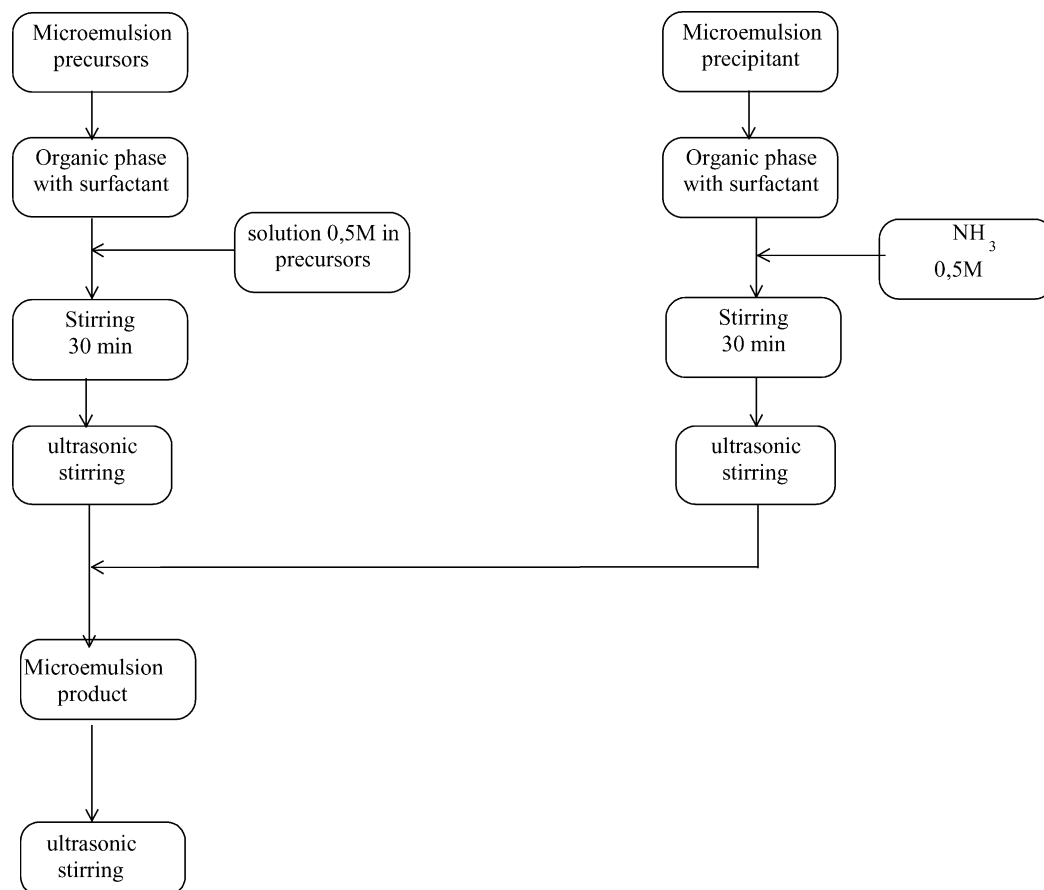 Microemulsion
precursors
Microemulsion
precipitant
Organic phase
with surfactant
Organic phase
with surfactant
solution 0,5M in
precursors
NH3
0,5M
Stirring
30 min
Stirring
30 min
ultrasonic
stirring
ultrasonic
stirring
Microemulsion
product
ultrasonic
stirring